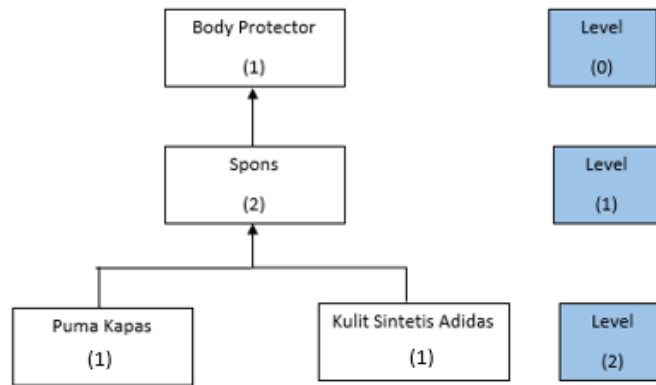 Body Protector
(1)
Level
(0)
Spons
(2)
Level
(1)
Puma Kapas
(1)
Kulit Sintetis Adidas
(1)
Level
(2)